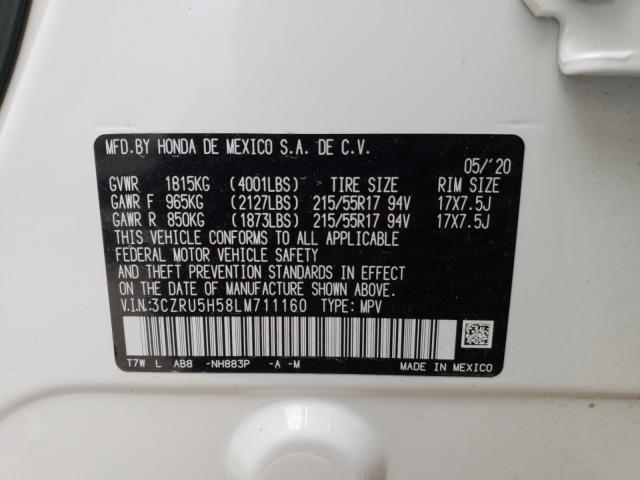 MFD.BY HONDA DE MEXICO S.A. DE C.V.
05/'20
GVWR 1815KG (4001LBS) TIRE SIZE RIM SIZE
GAWR F 965KG (2127LBS) 215/55R17 94V 17X7.5J
GAWR R 850KG (1873LBS) 215/55R17 94V 17X7.5J
THIS VEHICLE CONFORMS TO ALL APPLICABLE
FEDERAL MOTOR VEHICLE SAFETY, BUMPER,
AND THEFT PREVENTION STANDARDS IN EFFECT
ON THE DATE OF MANUFACTURE SHOWN ABOVE.
V.I.N.:3CZRU5H58LM711160 TYPE: MPV
T7W L AB8 -NH883P -A -M MADE IN MEXICO